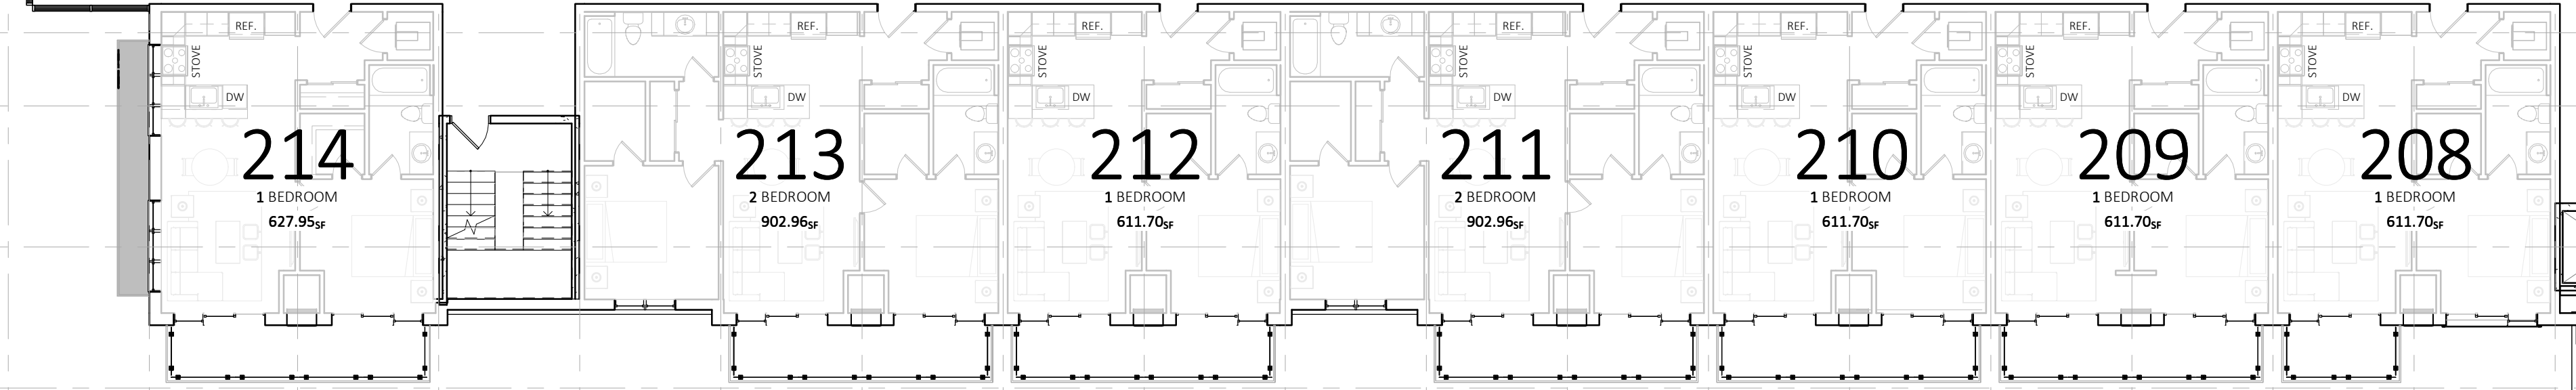 REF.
STOVE
DW
214
1 BEDROOM
627.95SF
REF.
STOVE
DW
213
2 BEDROOM
902.96SF
REF.
STOVE
DW
212
1 BEDROOM
611.70SF
REF.
STOVE
DW
211
2 BEDROOM
902.96SF
REF.
STOVE
DW
210
1 BEDROOM
611.70SF
REF.
STOVE
DW
209
1 BEDROOM
611.70SF
REF.
STOVE
DW
208
1 BEDROOM
611.70SF